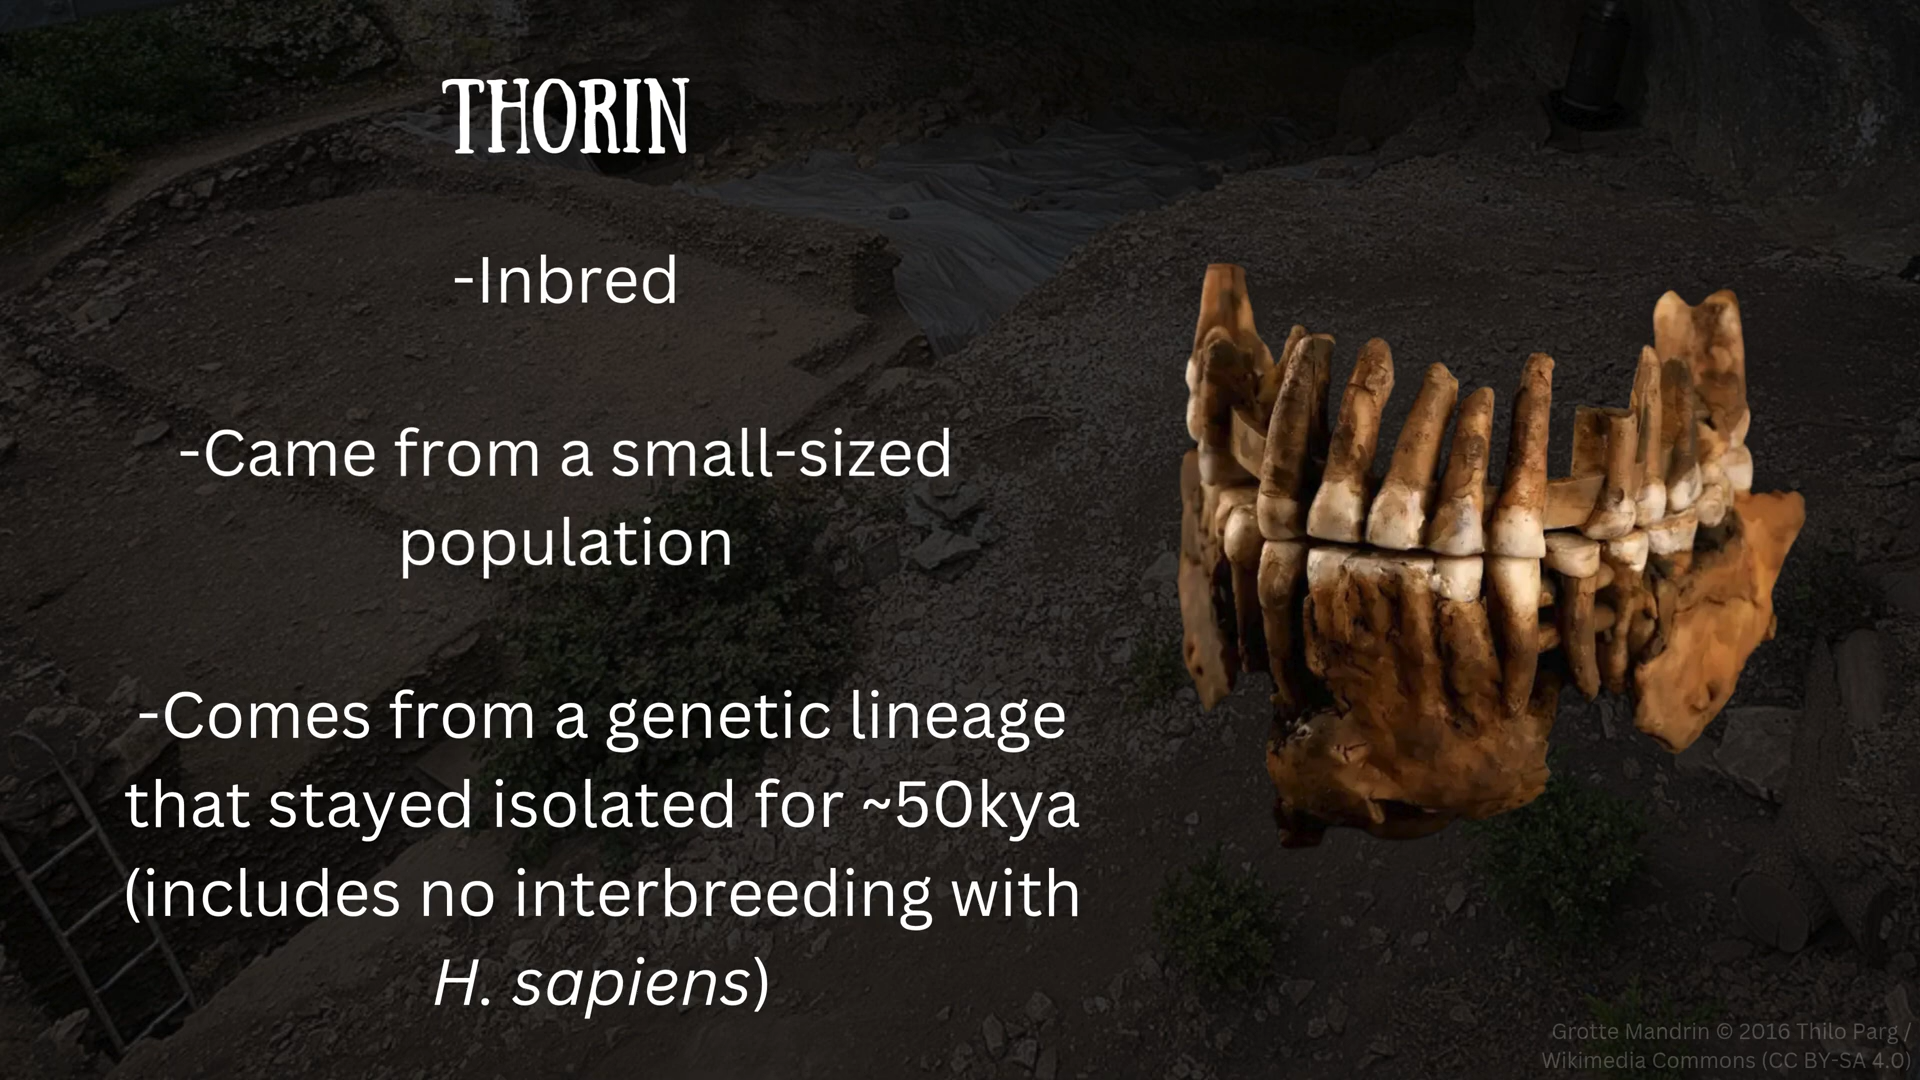 THORIN
-Inbred
-Came from a small-sized
population
-Comes from a genetic lineage
that stayed isolated for ~50kya
(includes no interbreeding with
H. sapiens)
Grotte Mandrin © 2016 Thilo Parg /
Wikimedia Commons (CC BY-SA 4.0)